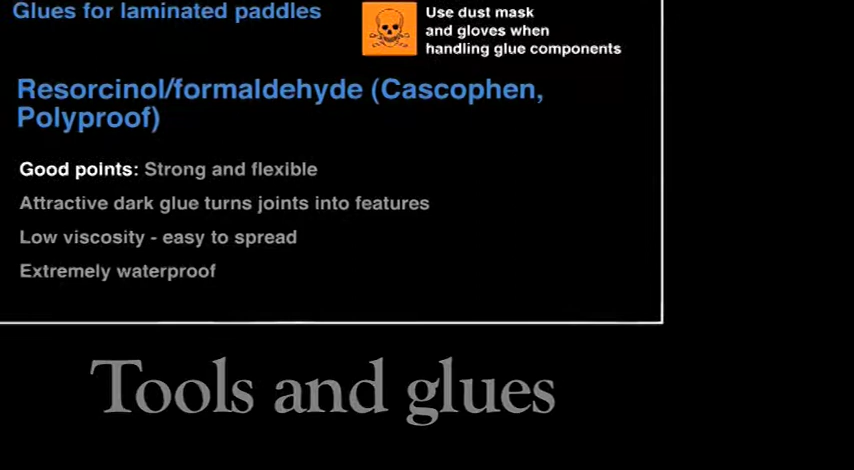 Glues for laminated paddles
Use dust mask
and gloves when
handling glue components
Resorcinol/formaldehyde (Cascophen,
Polyproof)
Good points: Strong and flexible
Attractive dark glue turns joints into features
Low viscosity - easy to spread
Extremely waterproof
Tools and glues